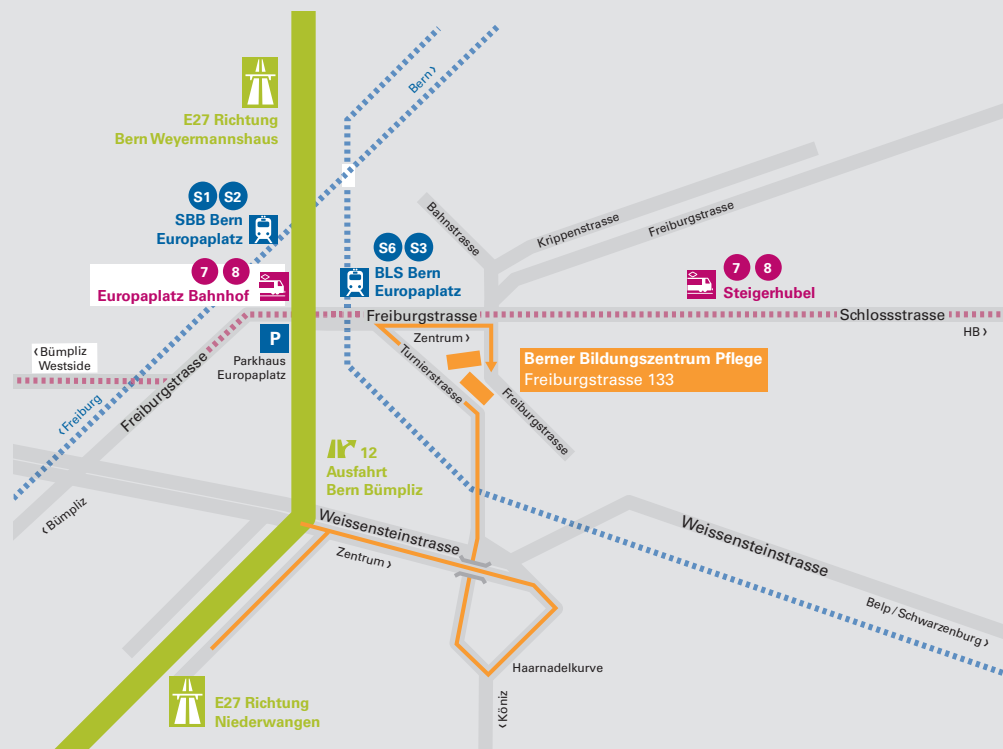 Bern ›
E27 Richtung
Bern Weyermannshaus
S1 S2
SBB Bern
Europaplatz
7 8
Europaplatz Bahnhof
S6 S3
BLS Bern
Europaplatz
Bahnstrasse
Krippenstrasse
Freiburgstrasse
7 8
Steigerhubel
Freiburgstrasse
Schlossstrasse
HB ›
P
Parkhaus
Europaplatz
‹ Bümpliz
Westside
‹ Freiburg
Freiburgstrasse
Zentrum ›
Turnierstrasse
Freiburgstrasse
Berner Bildungszentrum Pflege
Freiburgstrasse 133
12
Ausfahrt
Bern Bümpliz
‹ Bümpliz
Weissensteinstrasse
Zentrum ›
Weissensteinstrasse
Belp / Schwarzenburg ›
Haarnadelkurve
‹ Köniz
E27 Richtung
Niederwangen